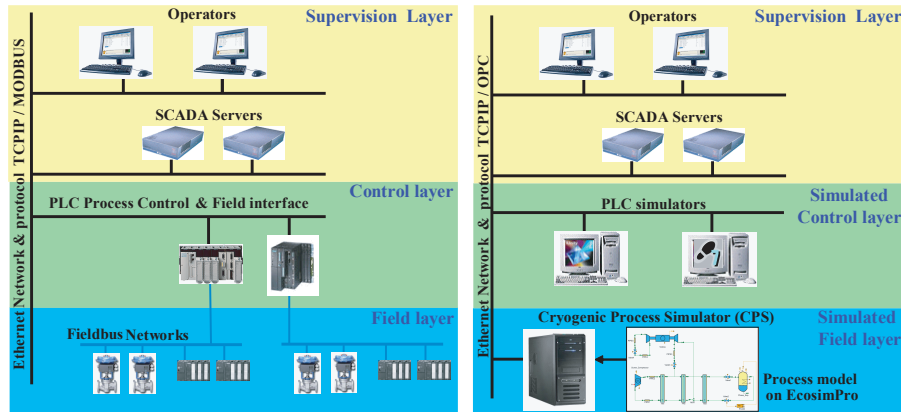 Operators
Supervision Layer
SCADA Servers
Control layer
PLC Process Control & Field interface
Field layer
Fieldbus Networks
Ethernet Network & protocol TCPIP / MODBUS
Operators
Supervision Layer
SCADA Servers
Simulated
Control layer
PLC simulators
Cryogenic Process Simulator (CPS)
Simulated
Field layer
Process model
on EcosimPro
Ethernet Network & protocol TCPIP / OPC